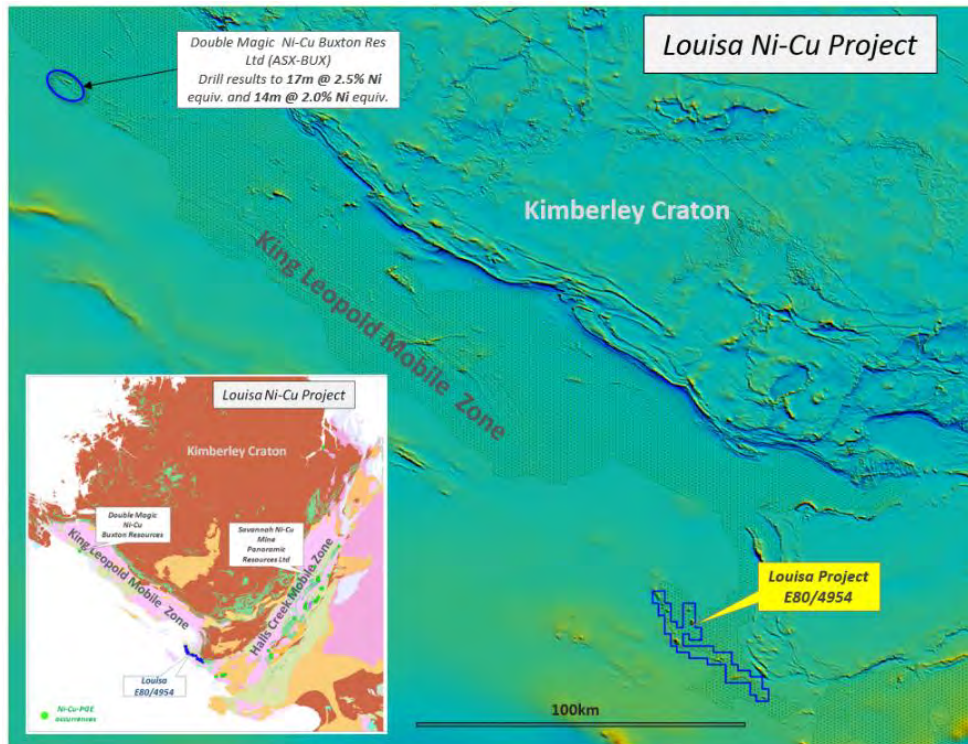 Louisa Ni-Cu Project
Double Magic Ni-Cu Buxton Res
Ltd (ASX-BUX)
Drill results to 17m @ 2.5% Ni
equiv. and 14m @ 2.0% Ni equiv.
Kimberley Craton
King Leopold Mobile Zone
Louisa Project
E80/4954
100km
Louisa Ni-Cu Project
Kimberley Craton
Double Magic
Ni-Cu
Buxton Resources
Savannah Ni-Cu
Mine
Panoramic
Resources Ltd
King Leopold Mobile Zone
Halls Creek Mobile Zone
Louisa
E80/4954
Ni-Cu-PGE
occurrences